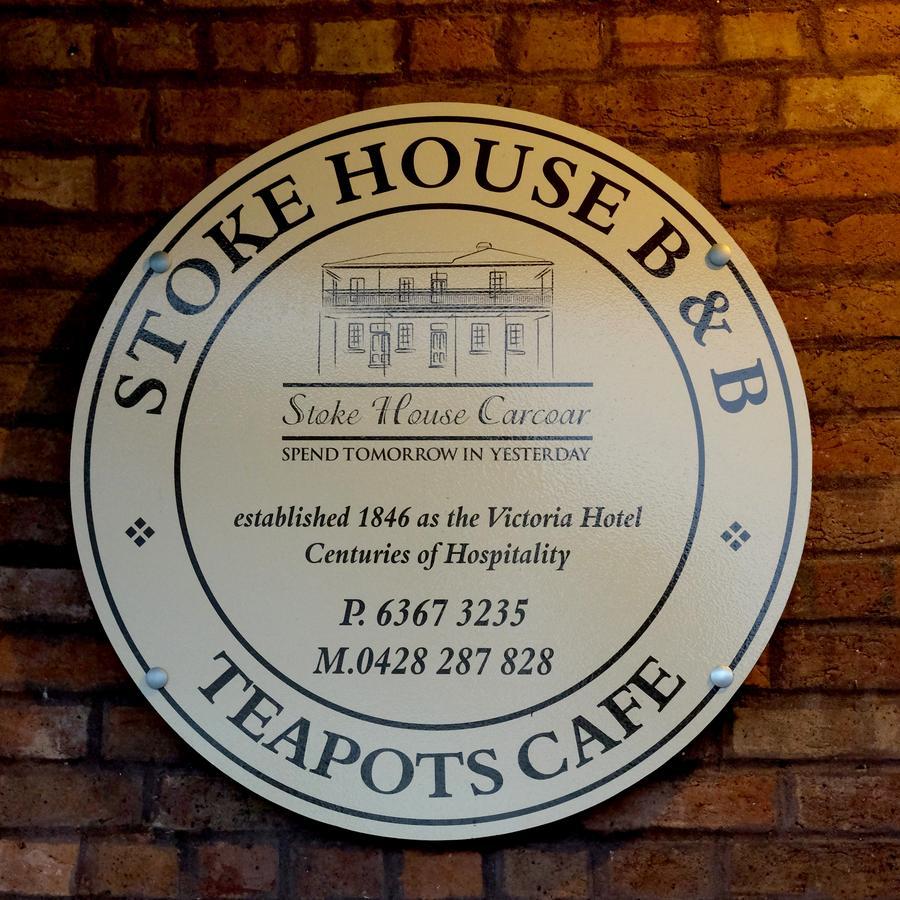 STOKE HOUSE B & B
Stoke House Carcoar
SPEND TOMORROW IN YESTERDAY
established 1846 as the Victoria Hotel
Centuries of Hospitality
P. 6367 3235
M.0428 287 828
TEAPOTS CAFE